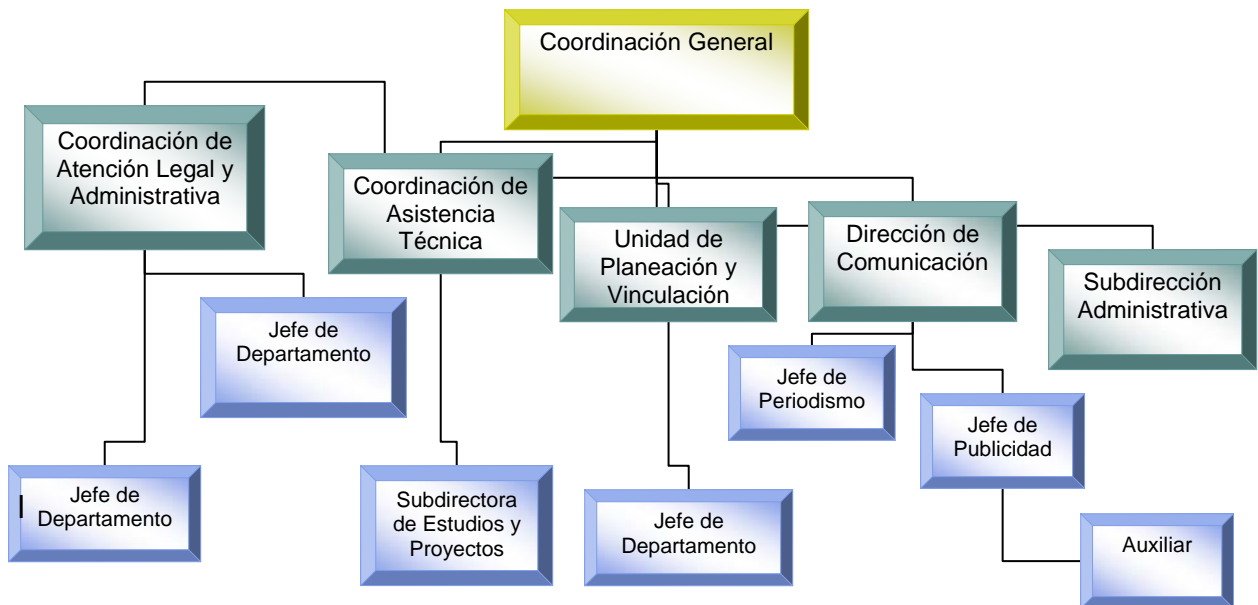 Coordinación General
Coordinación de
Atención Legal y
Administrativa
Coordinación de
Asistencia
Técnica
Unidad de
Planeación y
Vinculación
Dirección de
Comunicación
Subdirección
Administrativa
Jefe de
Departamento
Jefe de
Periodismo
Jefe de
Publicidad
l
Jefe de
Departamento
Subdirectora
de Estudios y
Proyectos
Jefe de
Departamento
Auxiliar